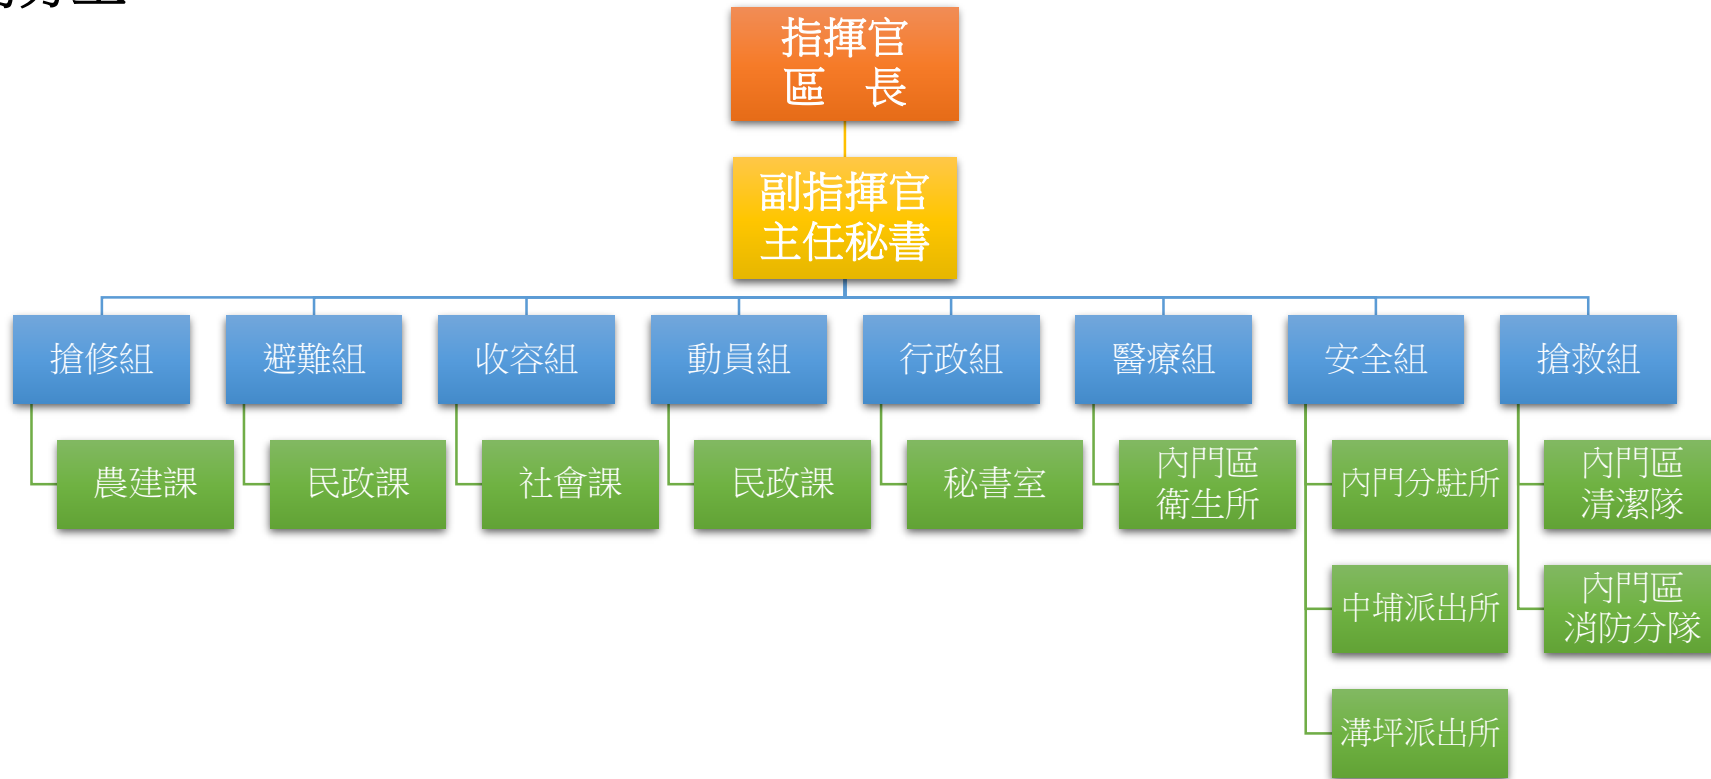 指揮官
區 長
副指揮官
主任秘書
搶修組
避難組
收容組
動員組
行政組
醫療組
安全組
搶救組
農建課
民政課
社會課
民政課
秘書室
內門區
衛生所
內門分駐所
內門區
清潔隊
中埔派出所
內門區
消防分隊
溝坪派出所